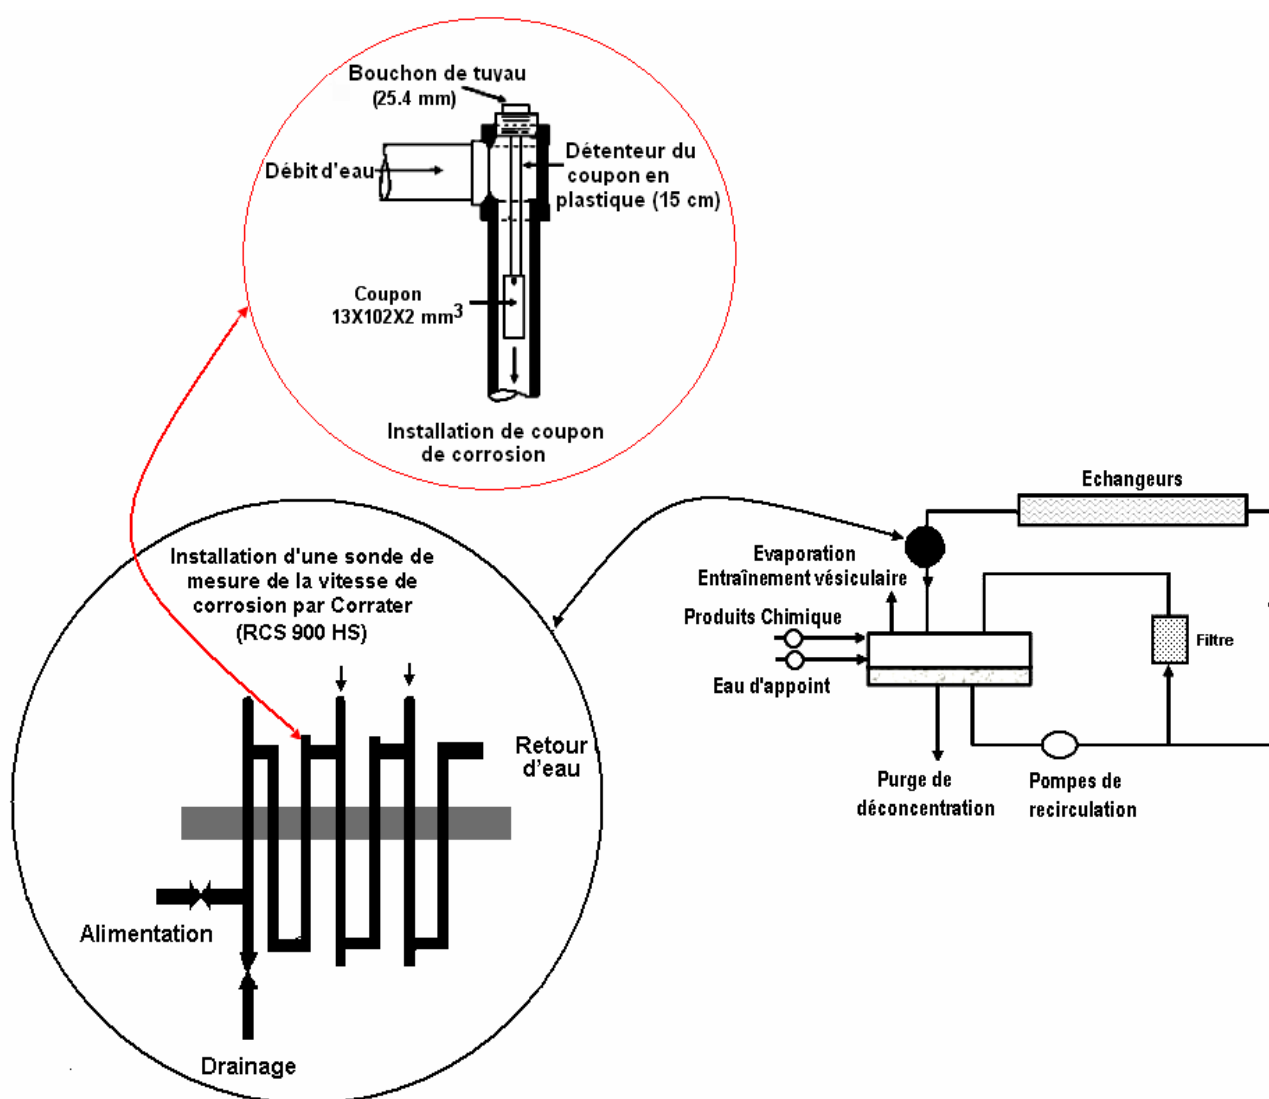 Bouchon de tuyau
(25.4 mm)
Débit d'eau
Détenteur du
coupon en
plastique (15 cm)
Coupon
13X102X2 mm³
Installation de coupon
de corrosion
Installation d'une sonde de
mesure de la vitesse de
corrosion par Corrater
(RCS 900 HS)
Retour
d'eau
Alimentation
Drainage
Echangeurs
Evaporation
Entraînement vésiculaire
Produits Chimique
Eau d'appoint
Filtre
Purge de
déconcentration
Pompes de
recirculation